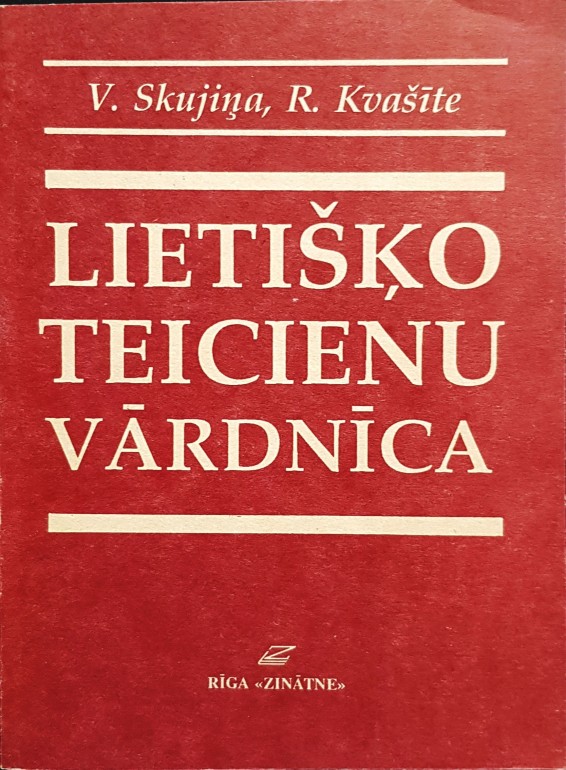 V. Skujiņa, R. Kvašīte
LIETIŠĶO
TEICIENU
VĀRDNĪCA
RĪGA «ZINĀTNE»